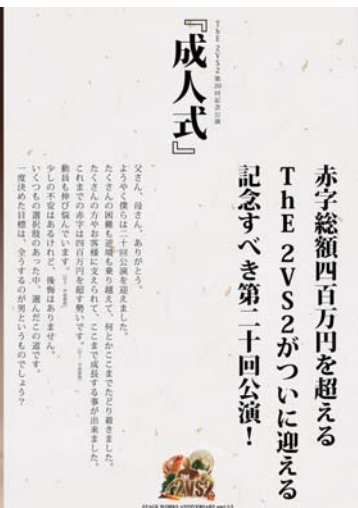 赤字総額四百万円を超える
ThE 2VS2がついに迎える
記念すべき第二十回公演！
ThE 2VS2第20回記念公演
『成人式』
父さん、母さん、ありがとう。
ようやく僕らは二十回公演を迎えました。
たくさんの困難も逆境も乗り越えて、何とかここまでたどり着きました。
たくさんの方やお客様に支えられて、ここまで成長する事が出来ました。
これまでの赤字は四百万円を超す勢いです。
動員も伸び悩んでいます。
少しの不安はあるけれど、後悔はありません。
いくつもの選択肢のあった中、選んだこの道です。
一度決めた目標は、全うするのが男というものでしょう？
2VS2
STAGE WORKS ANNIVERSARY